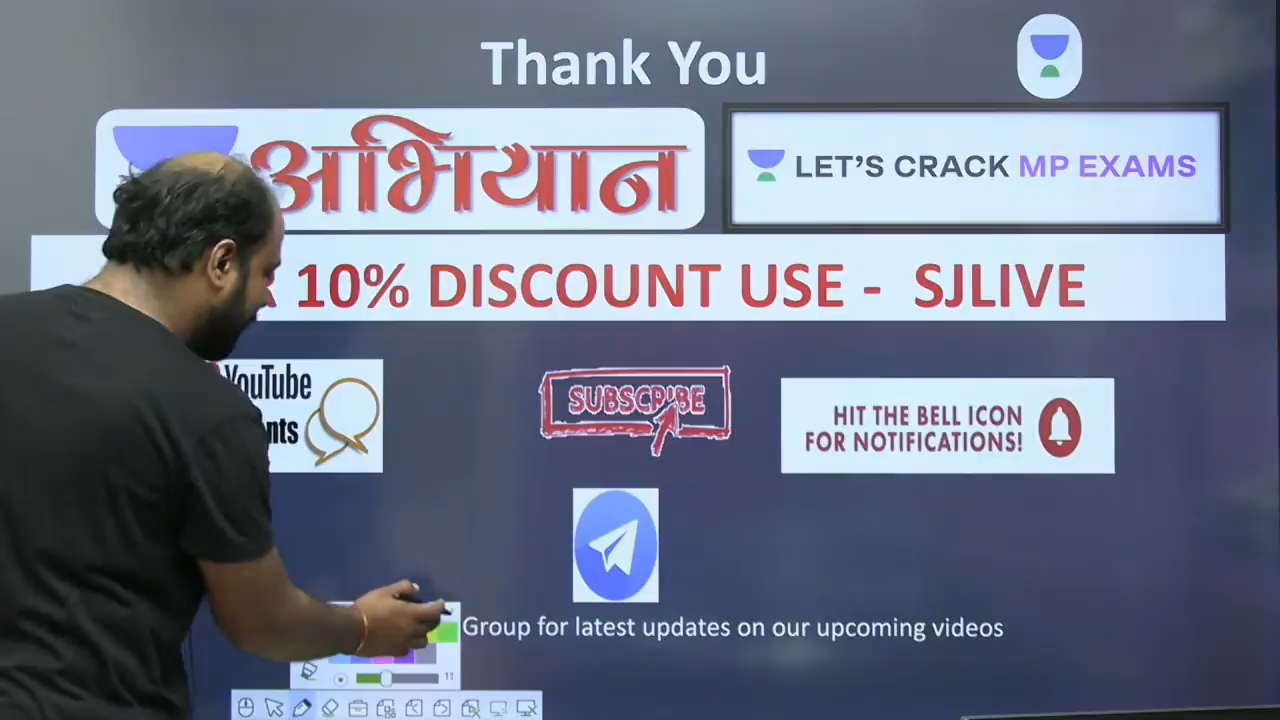 Thank You
अभियान
LET'S CRACK MP EXAMS
10% DISCOUNT USE - SJLIVE
YouTube
SUBSCRIBE
HIT THE BELL ICON
FOR NOTIFICATIONS!
Group for latest updates on our upcoming videos
11